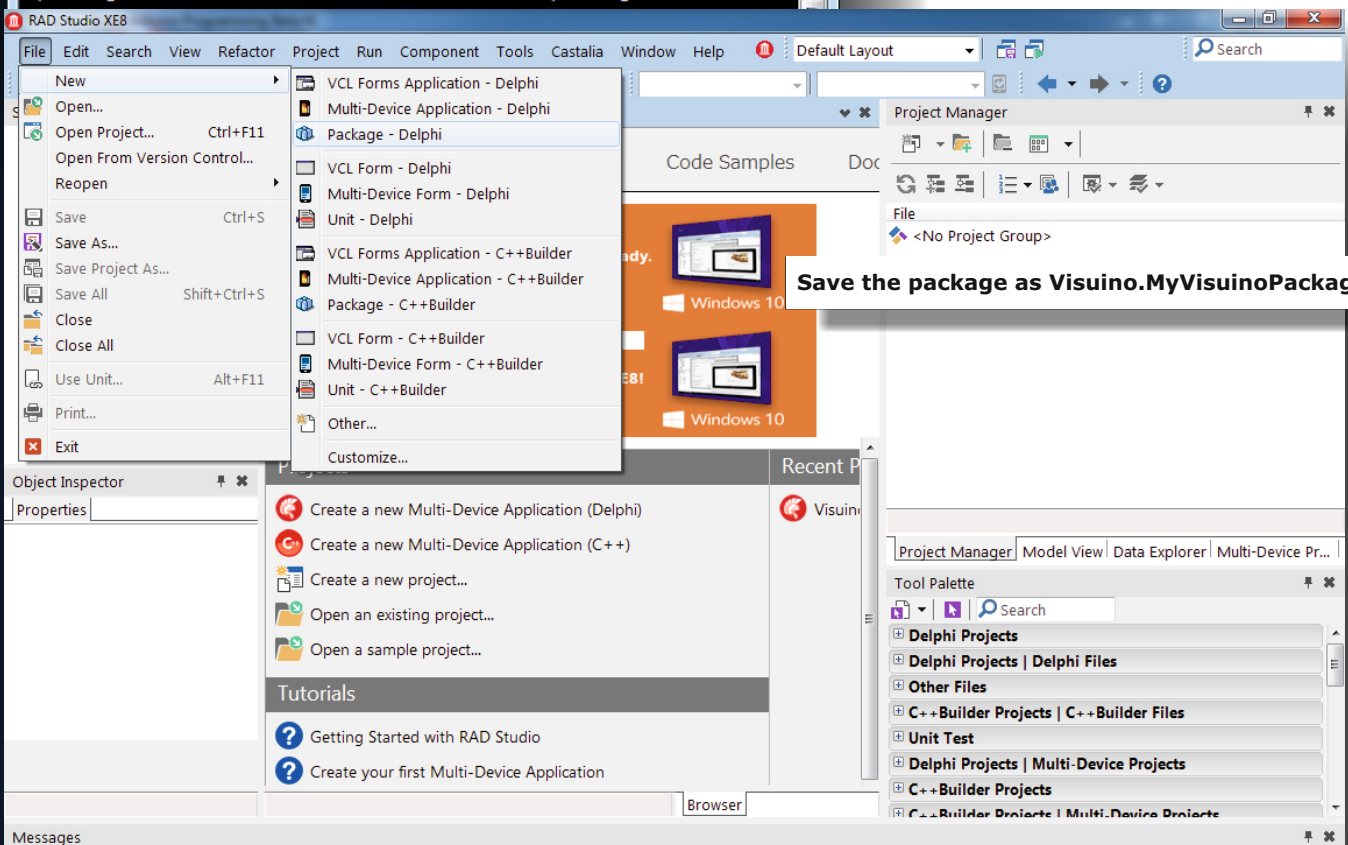 RAD Studio XE8
File Edit Search View Refactor Project Run Component Tools Castalia Window Help Default Layout Search
New
Open...
Open Project... Ctrl+F11
Open From Version Control...
Reopen
Save Ctrl+S
Save As...
Save Project As...
Save All Shift+Ctrl+S
Close
Close All
Use Unit... Alt+F11
Print...
Exit
VCL Forms Application - Delphi
Multi-Device Application - Delphi
Package - Delphi
VCL Form - Delphi
Multi-Device Form - Delphi
Unit - Delphi
VCL Forms Application - C++Builder
Multi-Device Application - C++Builder
Package - C++Builder
VCL Form - C++Builder
Multi-Device Form - C++Builder
Unit - C++Builder
Other...
Customize...
Code Samples
Windows 10
E8!
Windows 10
Project Manager
File
<No Project Group>
Save the package as Visuino.MyVisuinoPackag
Object Inspector
Properties
Projects
Create a new Multi-Device Application (Delphi)
Create a new Multi-Device Application (C++)
Create a new project...
Open an existing project...
Open a sample project...
Recent P
Visuin
Tutorials
Getting Started with RAD Studio
Create your first Multi-Device Application
Browser
Project Manager Model View Data Explorer Multi-Device Pr...
Tool Palette
Search
Delphi Projects
Delphi Projects | Delphi Files
Other Files
C++Builder Projects | C++Builder Files
Unit Test
Delphi Projects | Multi-Device Projects
C++Builder Projects
C++Builder Projects | Multi-Device Projects
Messages